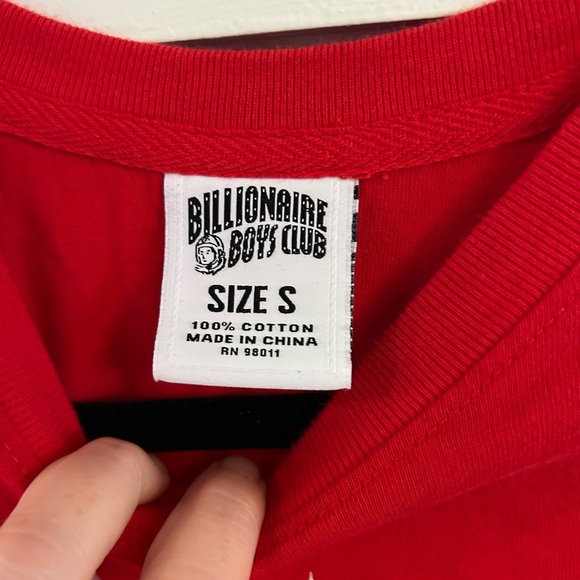 BILLIONAIRE
BOYS CLUB
SIZE S
100% COTTON
MADE IN CHINA
RN 98011